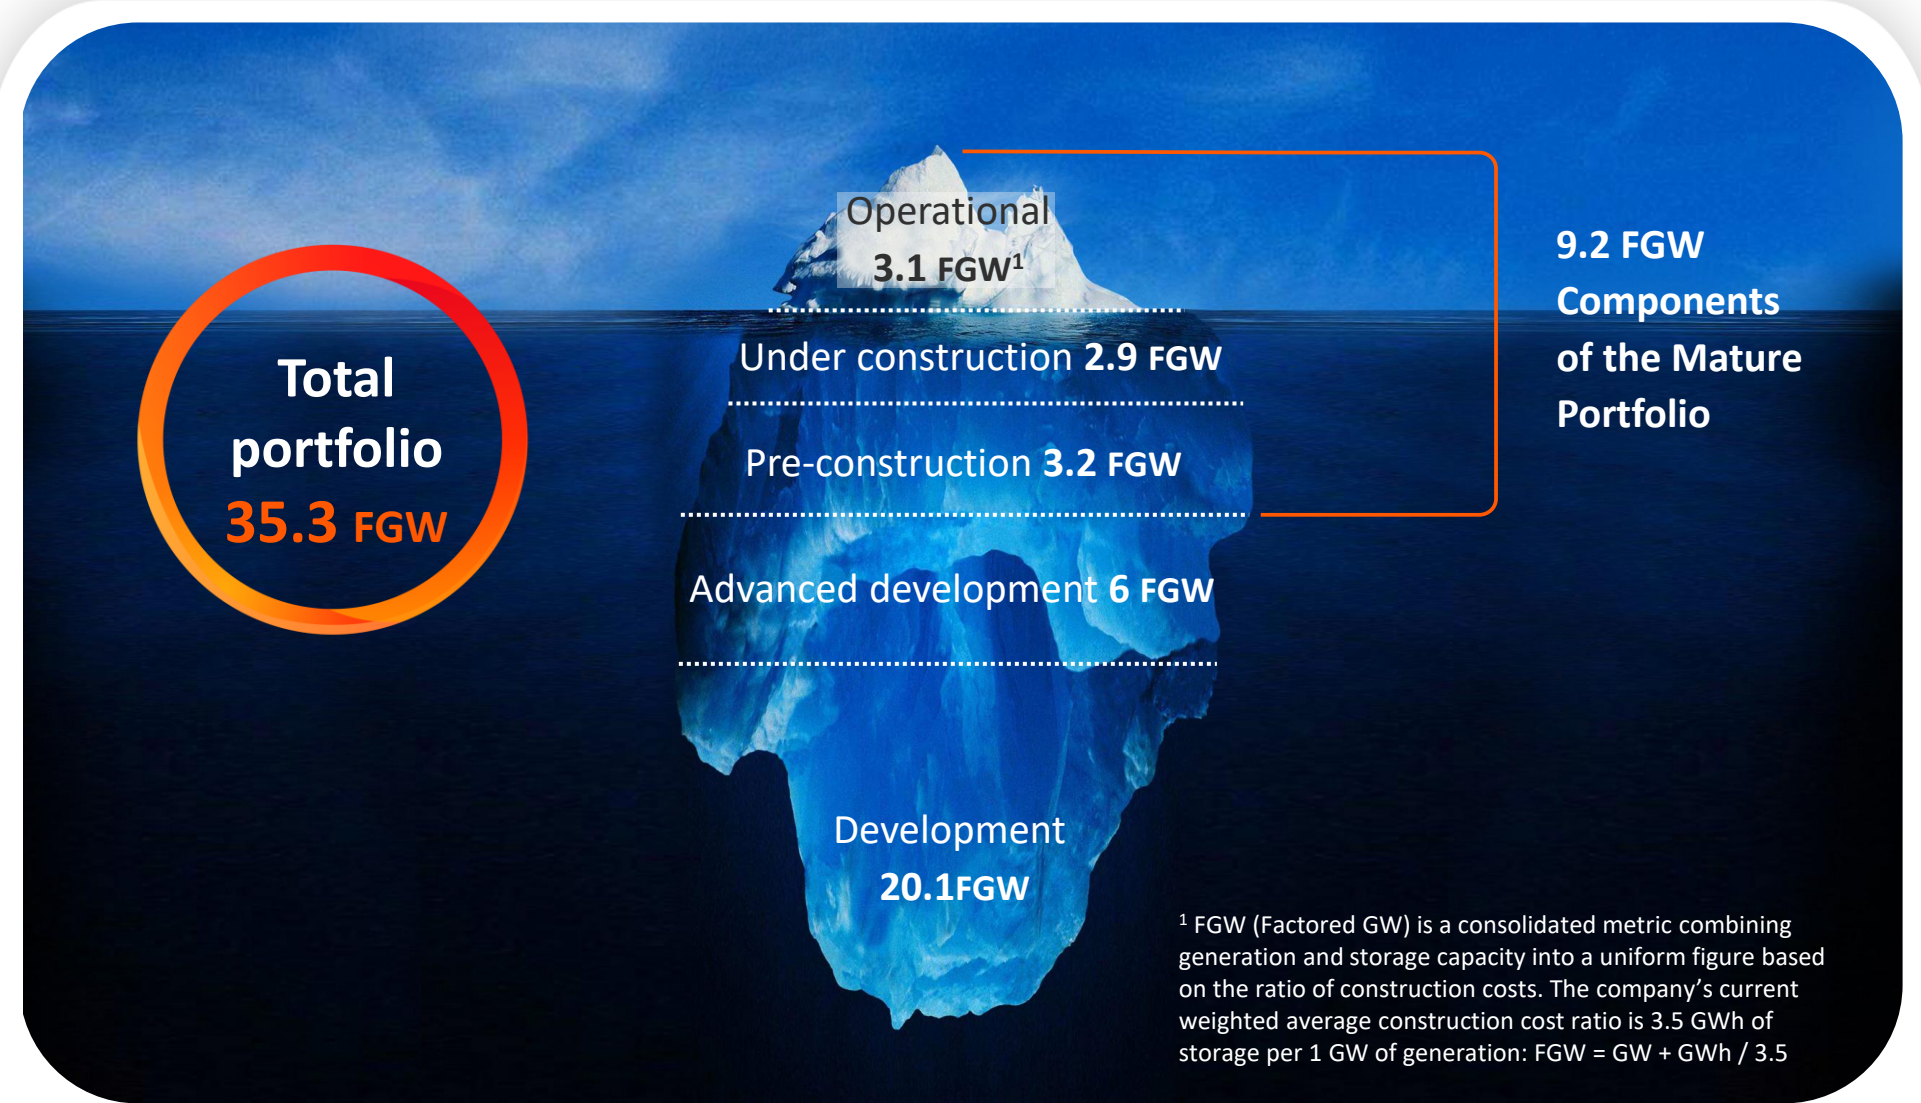 Operational
3.1 FGW¹
Under construction 2.9 FGW
Pre-construction 3.2 FGW
Advanced development 6 FGW
Development
20.1FGW
Total
portfolio
35.3 FGW
9.2 FGW
Components
of the Mature
Portfolio
¹ FGW (Factored GW) is a consolidated metric combining
generation and storage capacity into a uniform figure based
on the ratio of construction costs. The company’s current
weighted average construction cost ratio is 3.5 GWh of
storage per 1 GW of generation: FGW = GW + GWh / 3.5